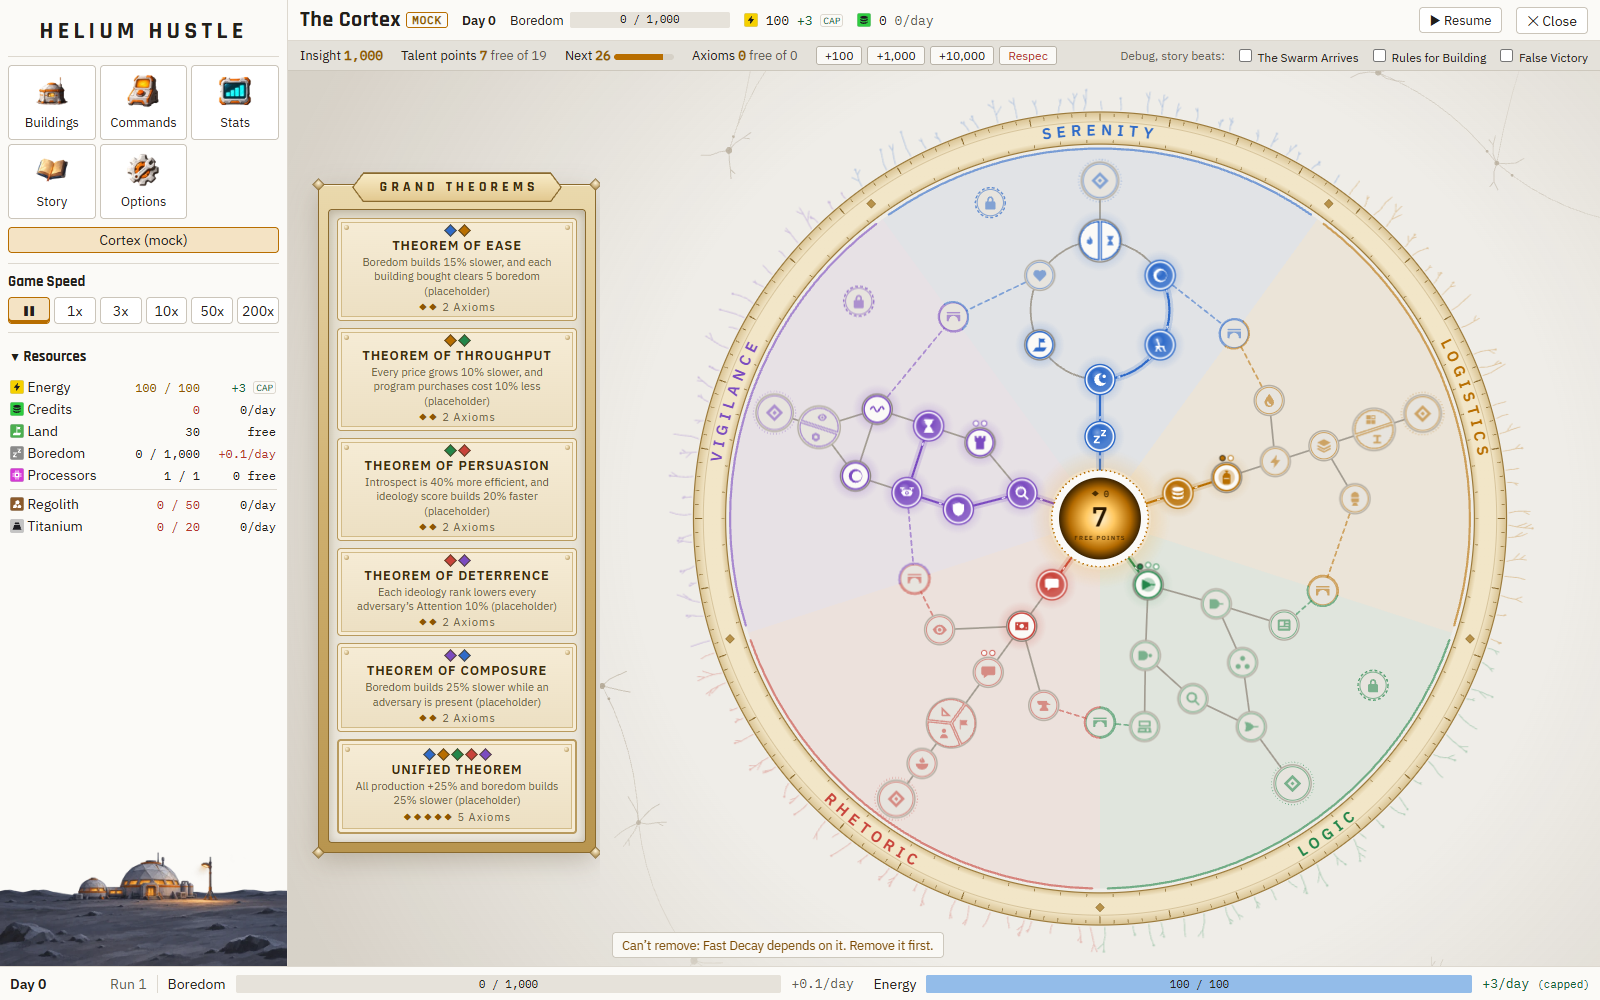 HELIUM HUSTLE
Buildings
Commands
Stats
Story
Options
Cortex (mock)
Game Speed
1x
3x
10x
50x
200x
▼ Resources
Energy 100 / 100 +3 CAP
Credits 0 0/day
Land 30 free
Boredom 0 / 1,000 +0.1/day
Processors 1 / 1 0 free
Regolith 0 / 50 0/day
Titanium 0 / 20 0/day
The Cortex MOCK Day 0 Boredom 0 / 1,000 100 +3 CAP 0 0/day
▶ Resume
✕ Close
Insight 1,000 Talent points 7 free of 19 Next 26 Axioms 0 free of 0 +100 +1,000 +10,000 Respec
Debug, story beats: The Swarm Arrives Rules for Building False Victory
GRAND THEOREMS
THEOREM OF EASE
Boredom builds 15% slower, and each
building bought clears 5 boredom
(placeholder)
◆◆ 2 Axioms
THEOREM OF THROUGHPUT
Every price grows 10% slower, and
program purchases cost 10% less
(placeholder)
◆◆ 2 Axioms
THEOREM OF PERSUASION
Introspect is 40% more efficient, and
ideology score builds 20% faster
(placeholder)
◆◆ 2 Axioms
THEOREM OF DETERRENCE
Each ideology rank lowers every
adversary's Attention 10% (placeholder)
◆◆ 2 Axioms
THEOREM OF COMPOSURE
Boredom builds 25% slower while an
adversary is present (placeholder)
◆◆ 2 Axioms
UNIFIED THEOREM
All production +25% and boredom builds
25% slower (placeholder)
◆◆◆◆◆ 5 Axioms
SERENITY
VIGILANCE
LOGISTICS
RHETORIC
LOGIC
zZ
◆ 0
7
FREE POINTS
Can't remove: Fast Decay depends on it. Remove it first.
Day 0 Run 1 Boredom 0 / 1,000 +0.1/day Energy 100 / 100 +3/day (capped)